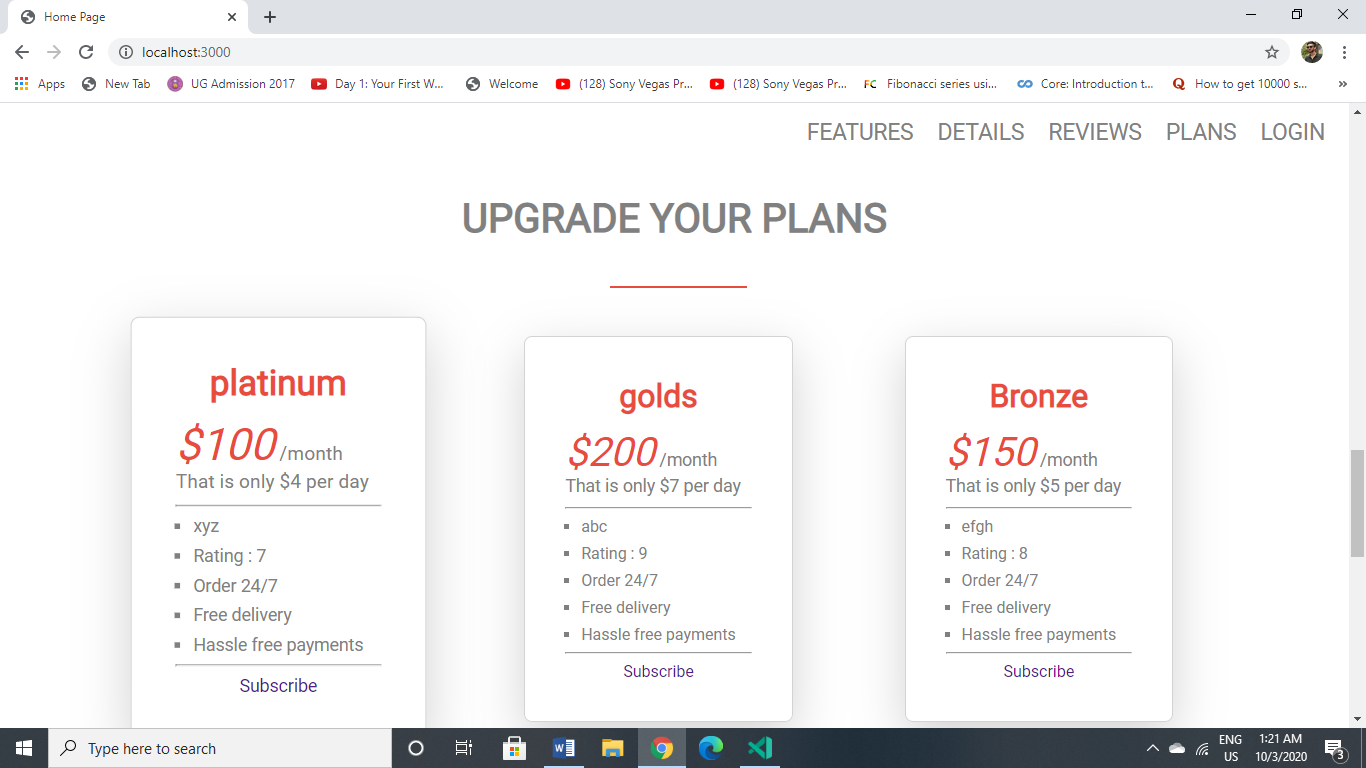 Home Page
localhost:3000
Apps
New Tab
UG Admission 2017
Day 1: Your First W...
Welcome
(128) Sony Vegas Pr...
(128) Sony Vegas Pr...
FC Fibonacci series usi...
Core: Introduction t...
How to get 10000 s...
»
FEATURES DETAILS REVIEWS PLANS LOGIN
UPGRADE YOUR PLANS
platinum
$100 /month
That is only $4 per day
xyz
Rating : 7
Order 24/7
Free delivery
Hassle free payments
Subscribe
golds
$200 /month
That is only $7 per day
abc
Rating : 9
Order 24/7
Free delivery
Hassle free payments
Subscribe
Bronze
$150 /month
That is only $5 per day
efgh
Rating : 8
Order 24/7
Free delivery
Hassle free payments
Subscribe
Type here to search
ENG
US
1:21 AM
10/3/2020
3